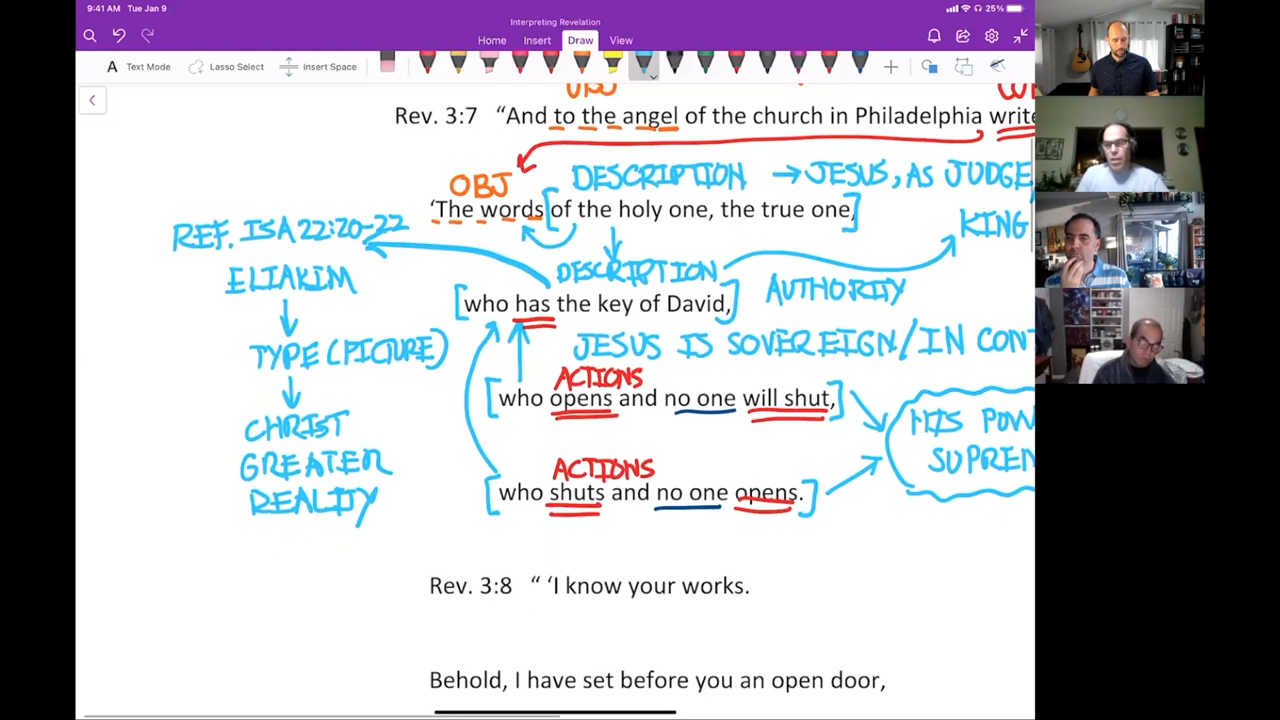 9:41 AM Tue Jan 9
25%
Interpreting Revelation
Home Insert Draw View
A Text Mode Lasso Select Insert Space
OBJ
Rev. 3:7 “And to the angel of the church in Philadelphia write
OBJ DESCRIPTION → JESUS, AS JUDGE,
‘The words [of the holy one, the true one,]
KING
REF. ISA 22:20-22
ELIAKIM
DESCRIPTION
AUTHORITY
[who has the key of David,]
TYPE (PICTURE)
JESUS IS SOVEREIGN/IN CONT
ACTIONS
[who opens and no one will shut,]
CHRIST
GREATER
REALITY
HIS POW
SUPREM
ACTIONS
[who shuts and no one opens.]
Rev. 3:8 “ ‘I know your works.
Behold, I have set before you an open door,